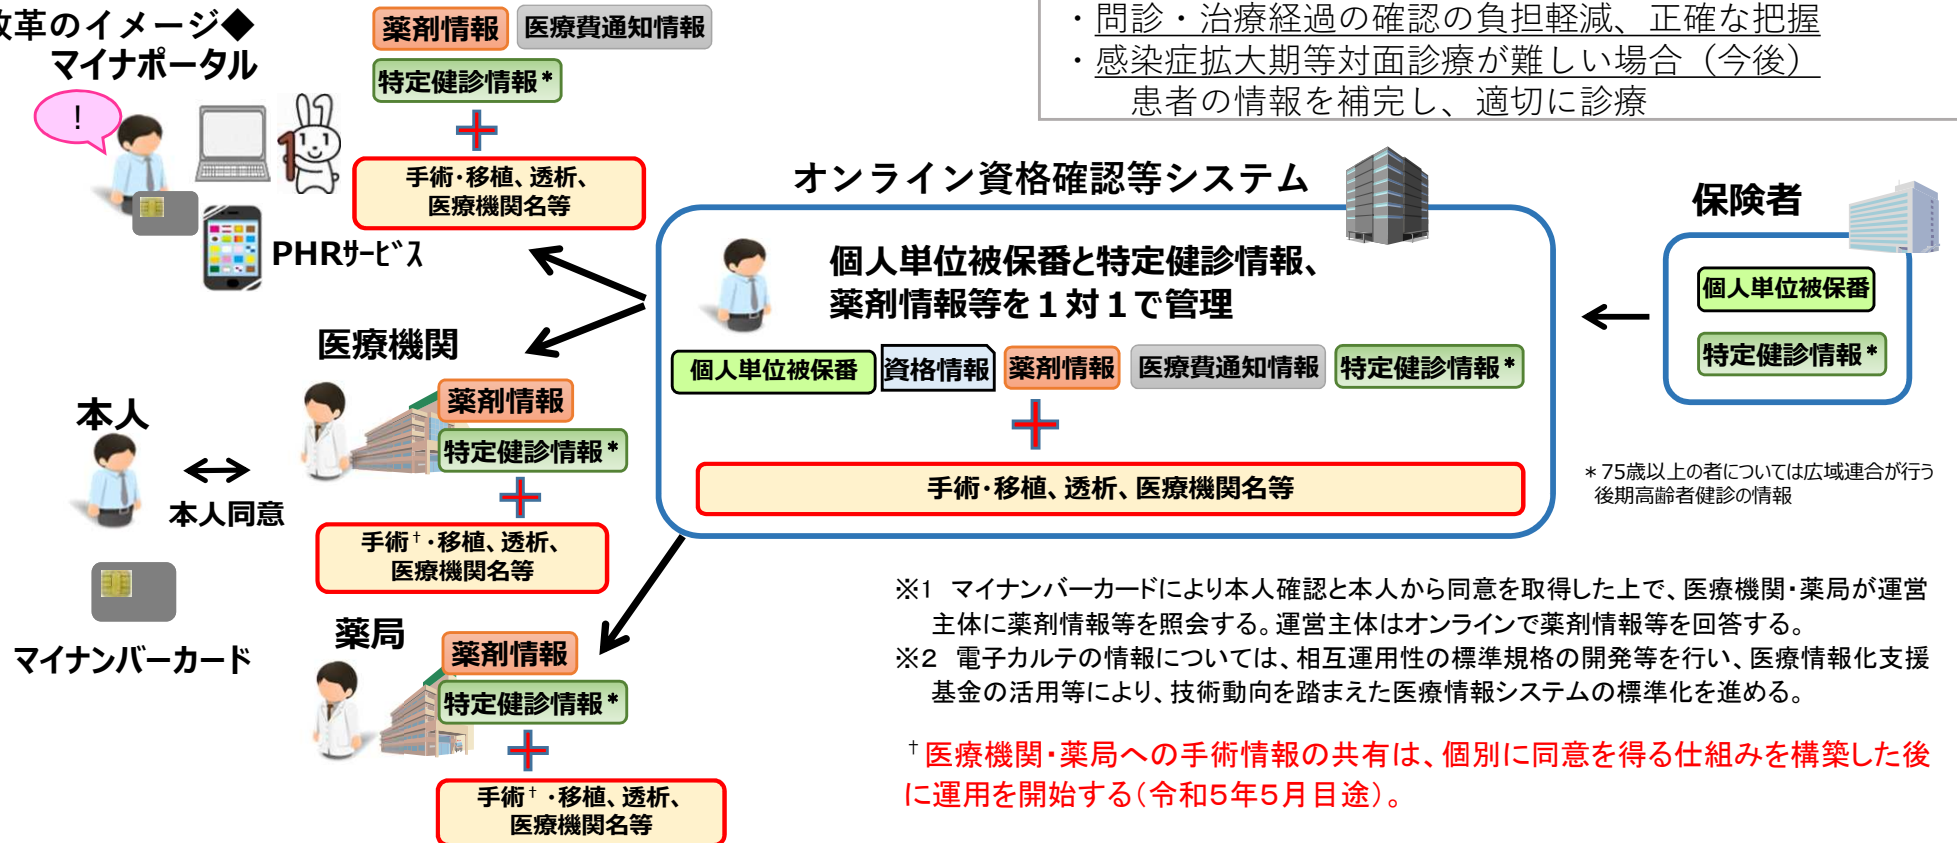 改革のイメージ◆
マイナポータル
!
PHRｻｰﾋﾞｽ
薬剤情報
医療費通知情報
特定健診情報*
手術・移植、透析、
医療機関名等
・問診・治療経過の確認の負担軽減、正確な把握
・感染症拡大期等対面診療が難しい場合（今後）
患者の情報を補完し、適切に診療
オンライン資格確認等システム
個人単位被保番と特定健診情報、
薬剤情報等を１対１で管理
個人単位被保番
資格情報
薬剤情報
医療費通知情報
特定健診情報*
手術・移植、透析、医療機関名等
保険者
個人単位被保番
特定健診情報*
＊75歳以上の者については広域連合が行う
後期高齢者健診の情報
医療機関
薬剤情報
特定健診情報*
手術†・移植、透析、
医療機関名等
本人
本人同意
マイナンバーカード
薬局
薬剤情報
特定健診情報*
手術†・移植、透析、
医療機関名等
※1　マイナンバーカードにより本人確認と本人から同意を取得した上で、医療機関・薬局が運営
主体に薬剤情報等を照会する。運営主体はオンラインで薬剤情報等を回答する。
※２　電子カルテの情報については、相互運用性の標準規格の開発等を行い、医療情報化支援
基金の活用等により、技術動向を踏まえた医療情報システムの標準化を進める。
†医療機関・薬局への手術情報の共有は、個別に同意を得る仕組みを構築した後
に運用を開始する（令和５年５月目途）。